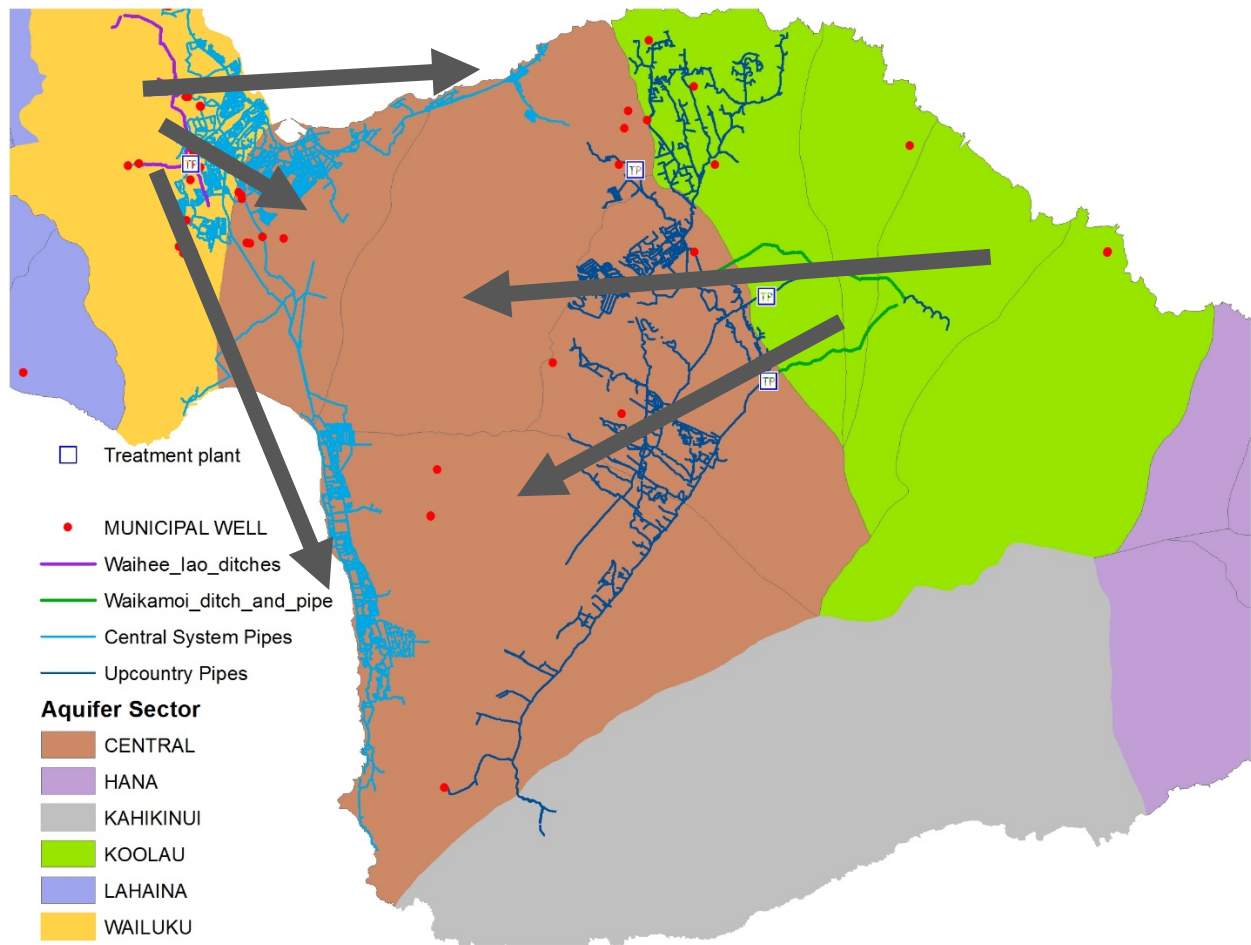 TP
TP
TP
TP
Treatment plant
MUNICIPAL WELL
Waihee_Iao_ditches
Waikamoi_ditch_and_pipe
Central System Pipes
Upcountry Pipes
Aquifer Sector
CENTRAL
HANA
KAHIKINUI
KOOLAU
LAHAINA
WAILUKU